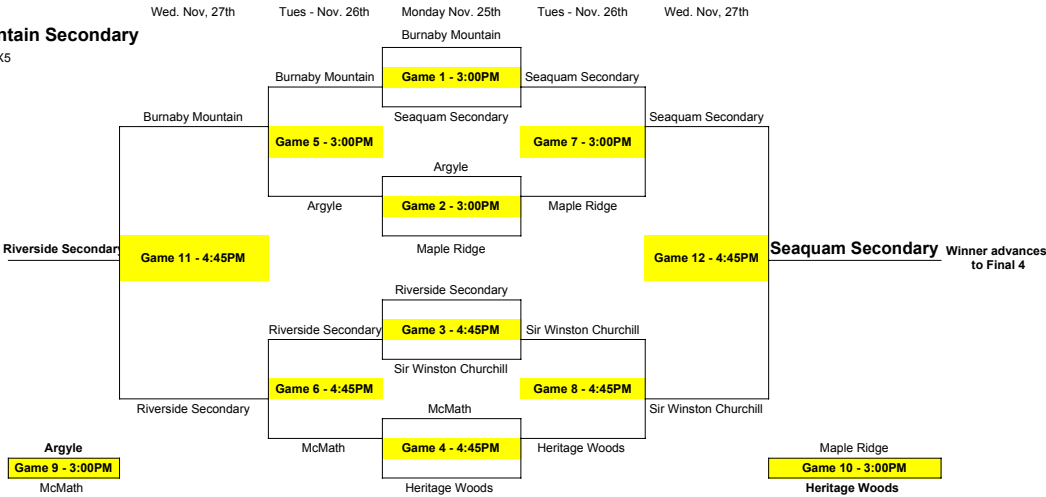 Wed. Nov, 27th Tues - Nov. 26th Monday Nov. 25th Tues - Nov. 26th Wed. Nov, 27th
ntain Secondary
Burnaby Mountain
X5
Burnaby Mountain Game 1 - 3:00PM Seaquam Secondary
Burnaby Mountain Seaquam Secondary Seaquam Secondary
Game 5 - 3:00PM Game 7 - 3:00PM
Argyle
Argyle Game 2 - 3:00PM Maple Ridge
Maple Ridge
Riverside Secondary Game 11 - 4:45PM Game 12 - 4:45PM Seaquam Secondary Winner advances
to Final 4
Riverside Secondary
Riverside Secondary Game 3 - 4:45PM Sir Winston Churchill
Sir Winston Churchill
Game 6 - 4:45PM Game 8 - 4:45PM
Riverside Secondary McMath Sir Winston Churchill
Argyle McMath Game 4 - 4:45PM Heritage Woods Maple Ridge
Game 9 - 3:00PM Game 10 - 3:00PM
McMath Heritage Woods Heritage Woods